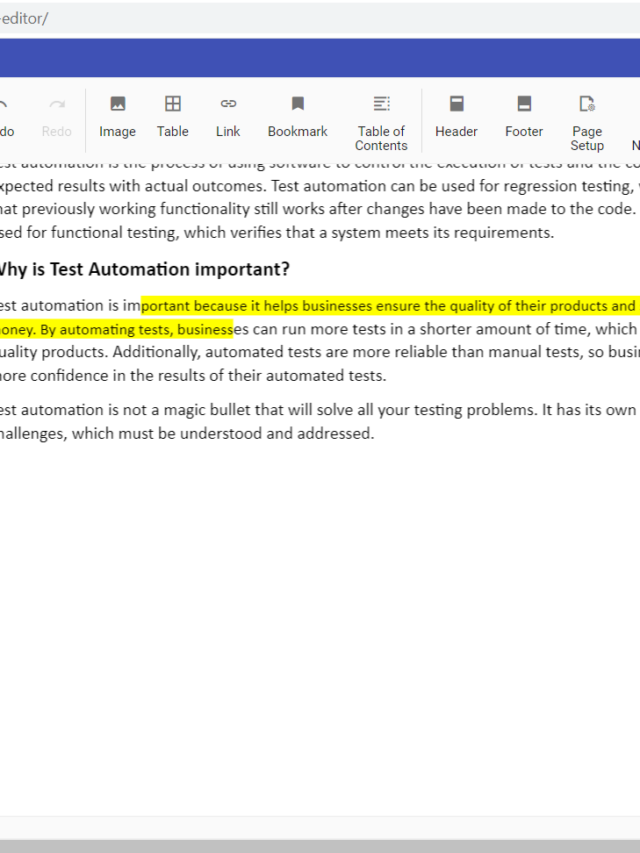 -editor/
do Redo Image Table Link Bookmark Table of Contents Header Footer Page Setup N
est automation is the process of using software to control the execution of tests and the co
xpected results with actual outcomes. Test automation can be used for regression testing,
hat previously working functionality still works after changes have been made to the code.
sed for functional testing, which verifies that a system meets its requirements.
Why is Test Automation important?
est automation is important because it helps businesses ensure the quality of their products and
oney. By automating tests, businesses can run more tests in a shorter amount of time, which
uality products. Additionally, automated tests are more reliable than manual tests, so busi
ore confidence in the results of their automated tests.
est automation is not a magic bullet that will solve all your testing problems. It has its own
hallenges, which must be understood and addressed.